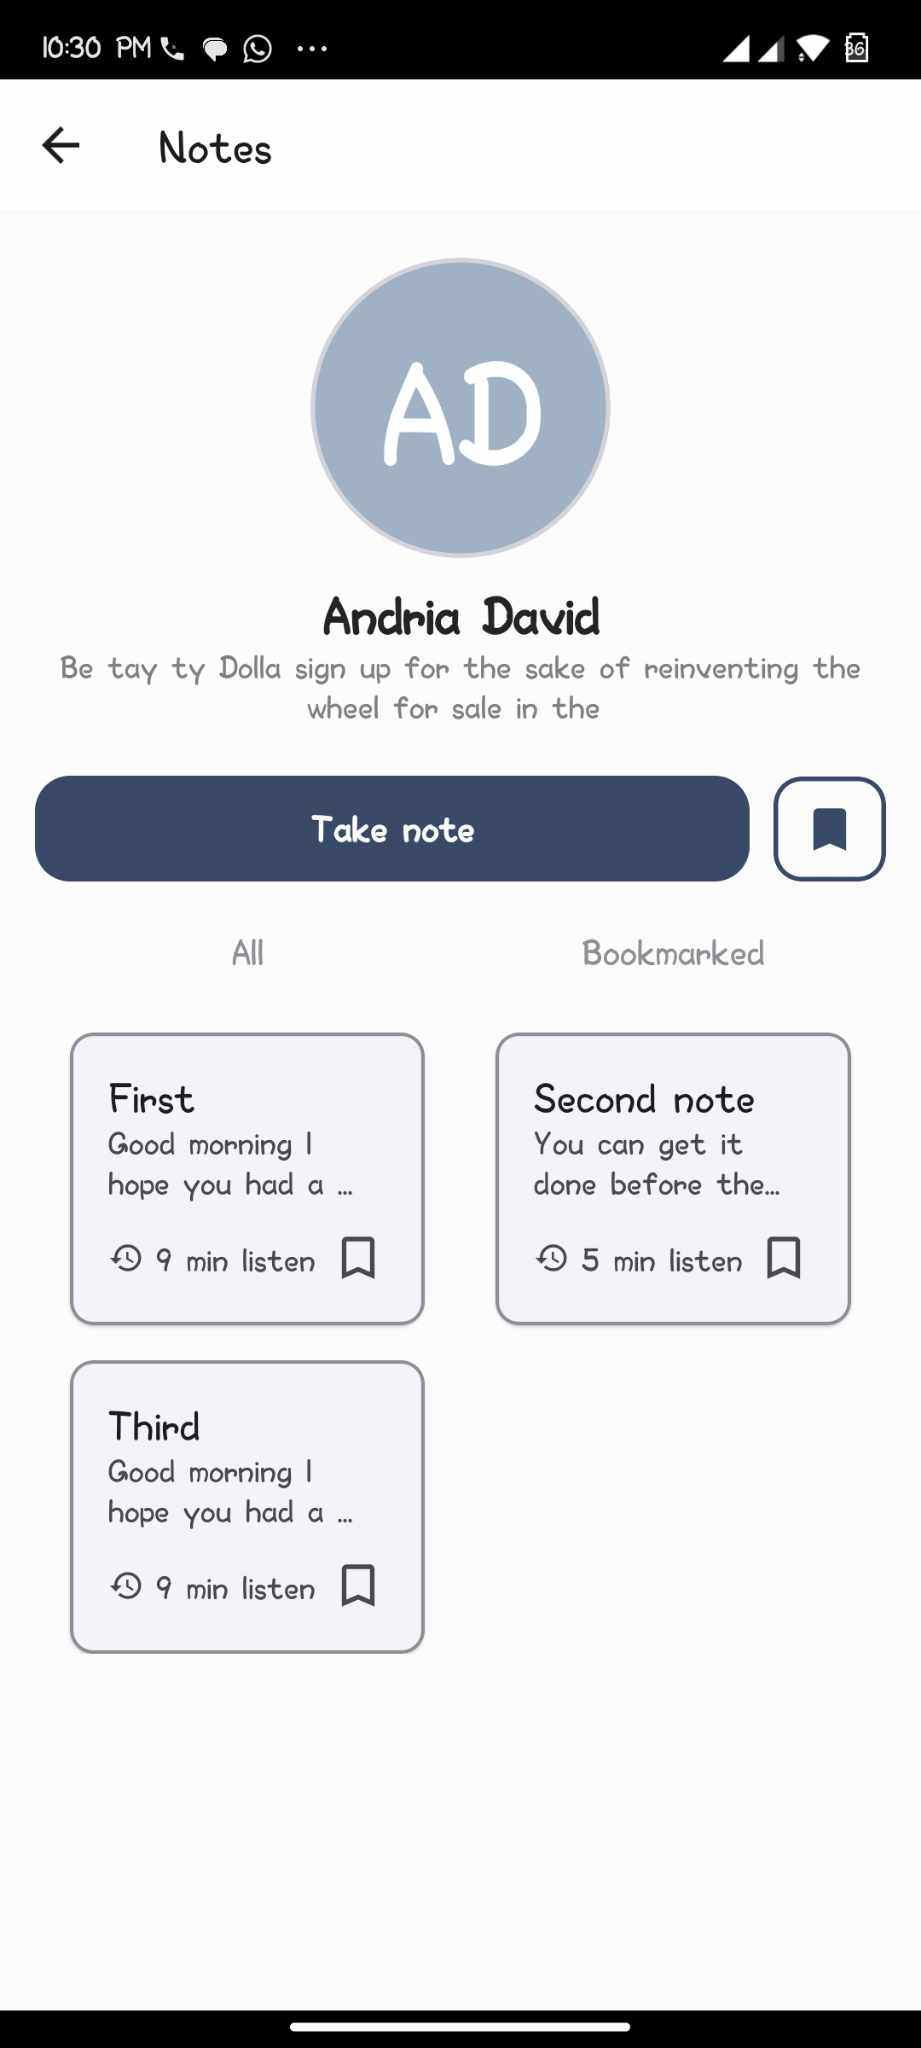 10:30 PM ...
36
Notes
AD
Andria David
Be tay ty Dolla sign up for the sake of reinventing the
wheel for sale in the
Take note
All Bookmarked
First
Good morning I
hope you had a ...
9 min listen
Second note
You can get it
done before the...
5 min listen
Third
Good morning I
hope you had a ...
9 min listen